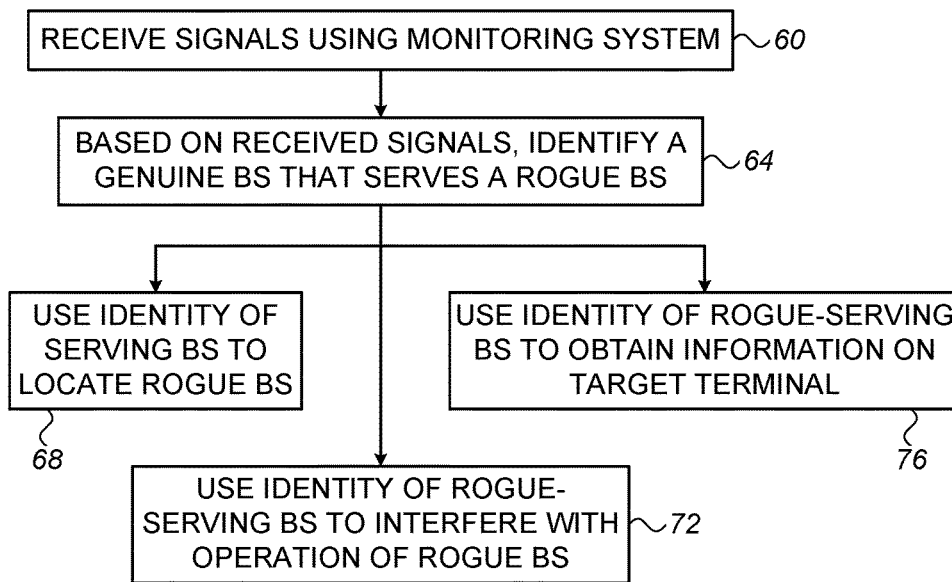 RECEIVE SIGNALS USING MONITORING SYSTEM
60
BASED ON RECEIVED SIGNALS, IDENTIFY A
GENUINE BS THAT SERVES A ROGUE BS
64
USE IDENTITY OF
SERVING BS TO
LOCATE ROGUE BS
68
USE IDENTITY OF ROGUE-SERVING
BS TO OBTAIN INFORMATION ON
TARGET TERMINAL
76
USE IDENTITY OF ROGUE-
SERVING BS TO INTERFERE WITH
OPERATION OF ROGUE BS
72